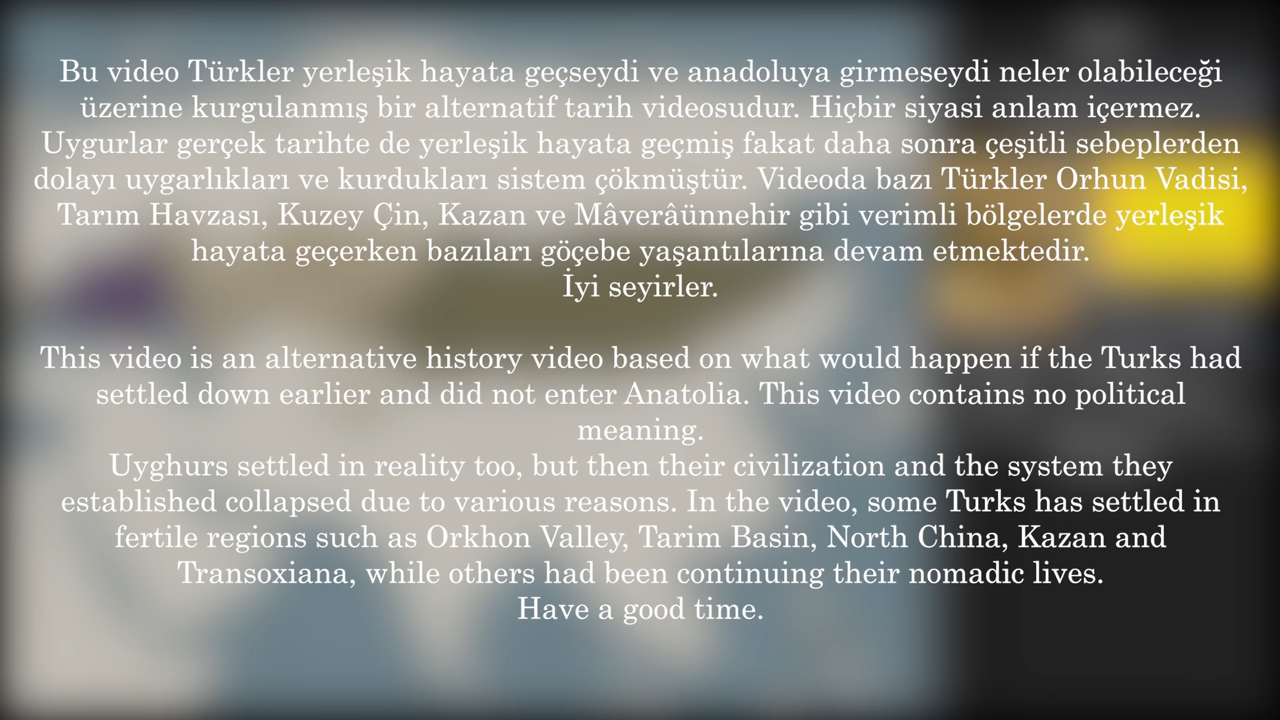 Bu video Türkler yerleşik hayata geçseydi ve anadoluya girmeseydi neler olabileceği
üzerine kurgulanmış bir alternatif tarih videosudur. Hiçbir siyasi anlam içermez.
Uygurlar gerçek tarihte de yerleşik hayata geçmiş fakat daha sonra çeşitli sebeplerden
dolayı uygarlıkları ve kurdukları sistem çökmüştür. Videoda bazı Türkler Orhun Vadisi,
Tarım Havzası, Kuzey Çin, Kazan ve Mâverâünnehir gibi verimli bölgelerde yerleşik
hayata geçerken bazıları göçebe yaşantılarına devam etmektedir.
İyi seyirler.
This video is an alternative history video based on what would happen if the Turks had
settled down earlier and did not enter Anatolia. This video contains no political
meaning.
Uyghurs settled in reality too, but then their civilization and the system they
established collapsed due to various reasons. In the video, some Turks has settled in
fertile regions such as Orkhon Valley, Tarim Basin, North China, Kazan and
Transoxiana, while others had been continuing their nomadic lives.
Have a good time.